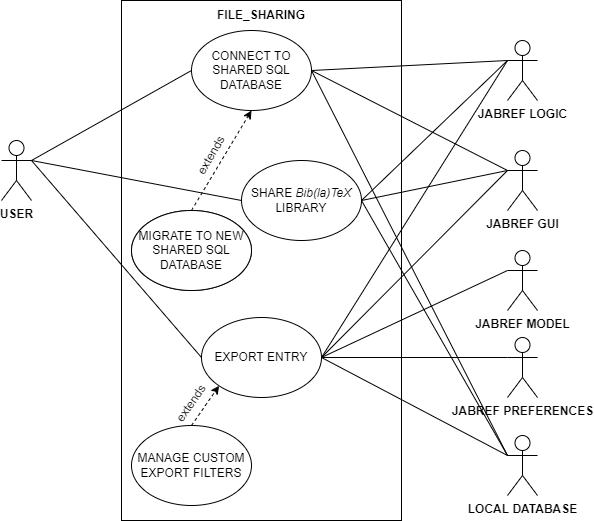 FILE_SHARING
CONNECT TO
SHARED SQL
DATABASE
JABREF LOGIC
extends
SHARE Bib(la)TeX
LIBRARY
USER
JABREF GUI
MIGRATE TO NEW
SHARED SQL
DATABASE
JABREF MODEL
EXPORT ENTRY
extends
JABREF PREFERENCES
MANAGE CUSTOM
EXPORT FILTERS
LOCAL DATABASE